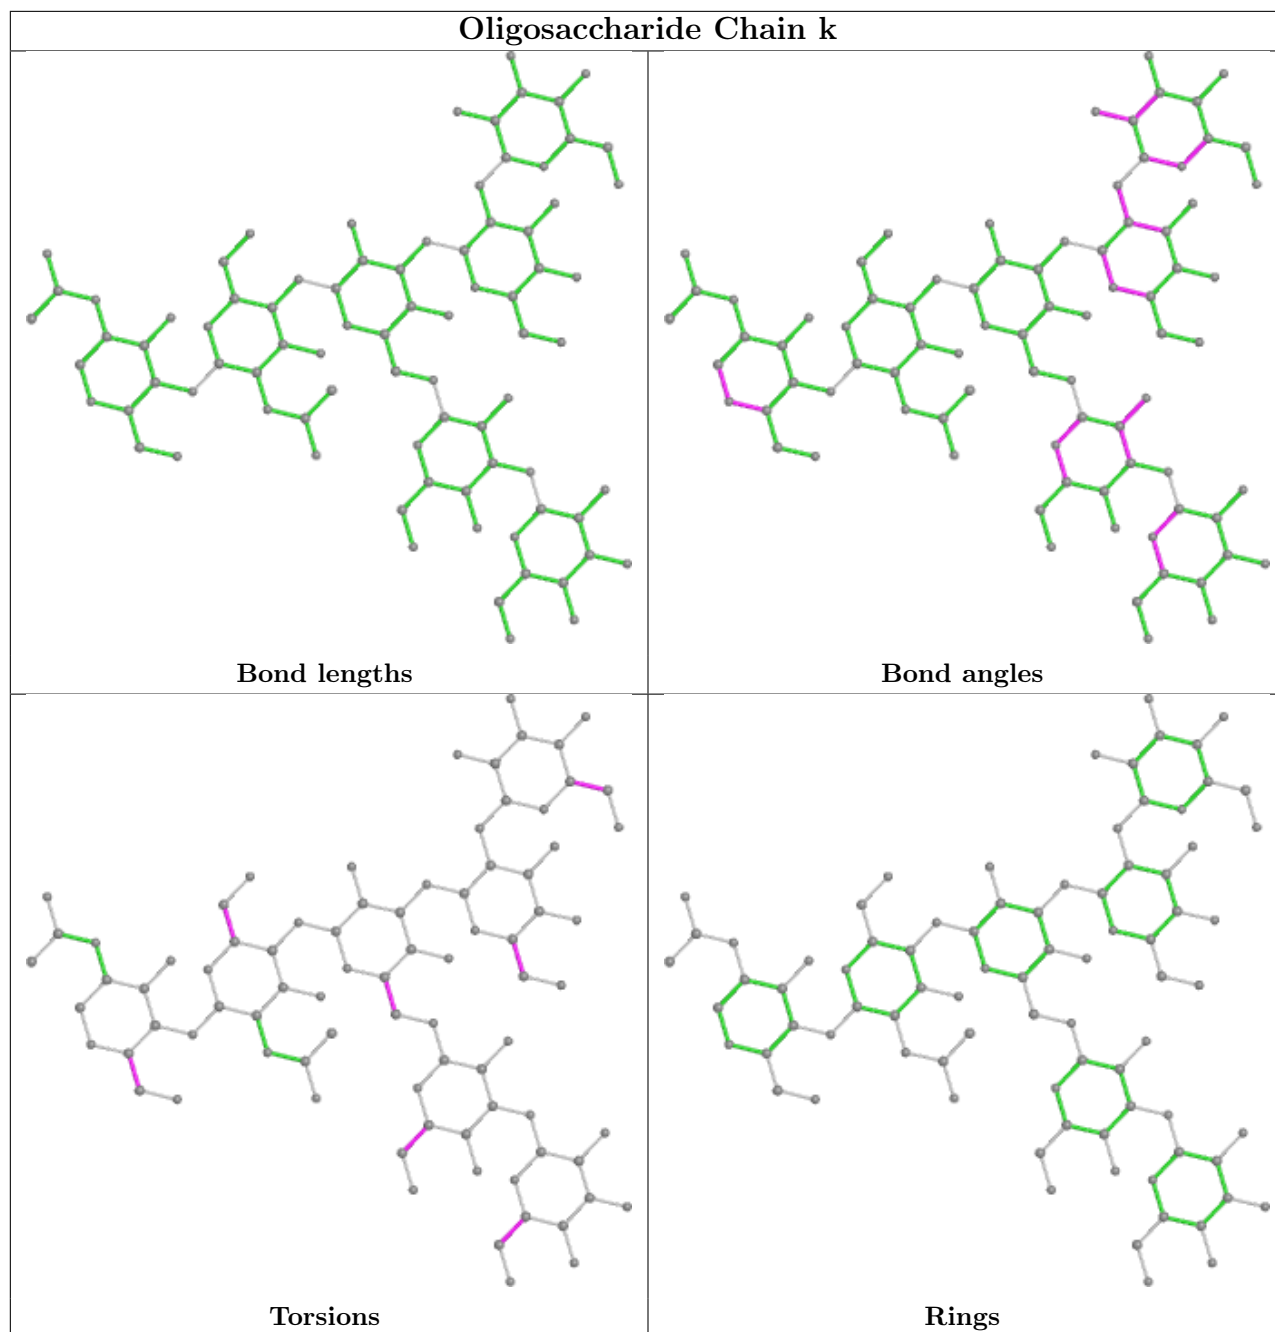 Oligosaccharide Chain k
Bond lengths
Bond angles
Torsions
Rings